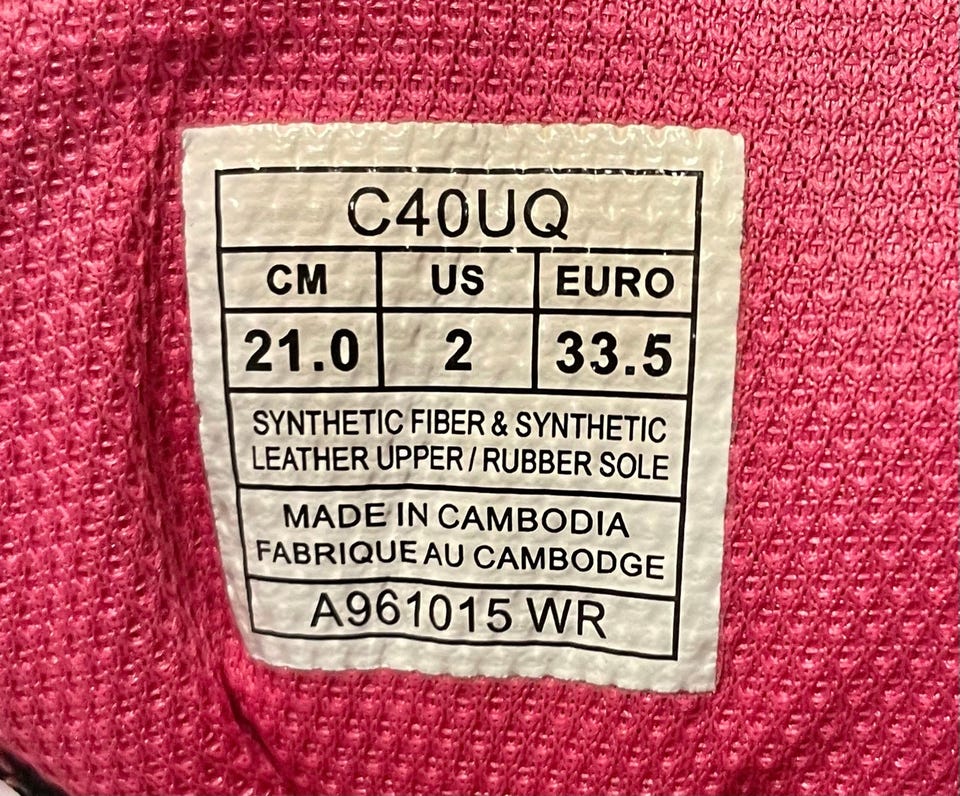 C40UQ
CM US EURO
21.0 2 33.5
SYNTHETIC FIBER & SYNTHETIC
LEATHER UPPER / RUBBER SOLE
MADE IN CAMBODIA
FABRIQUE AU CAMBODGE
A961015 WR